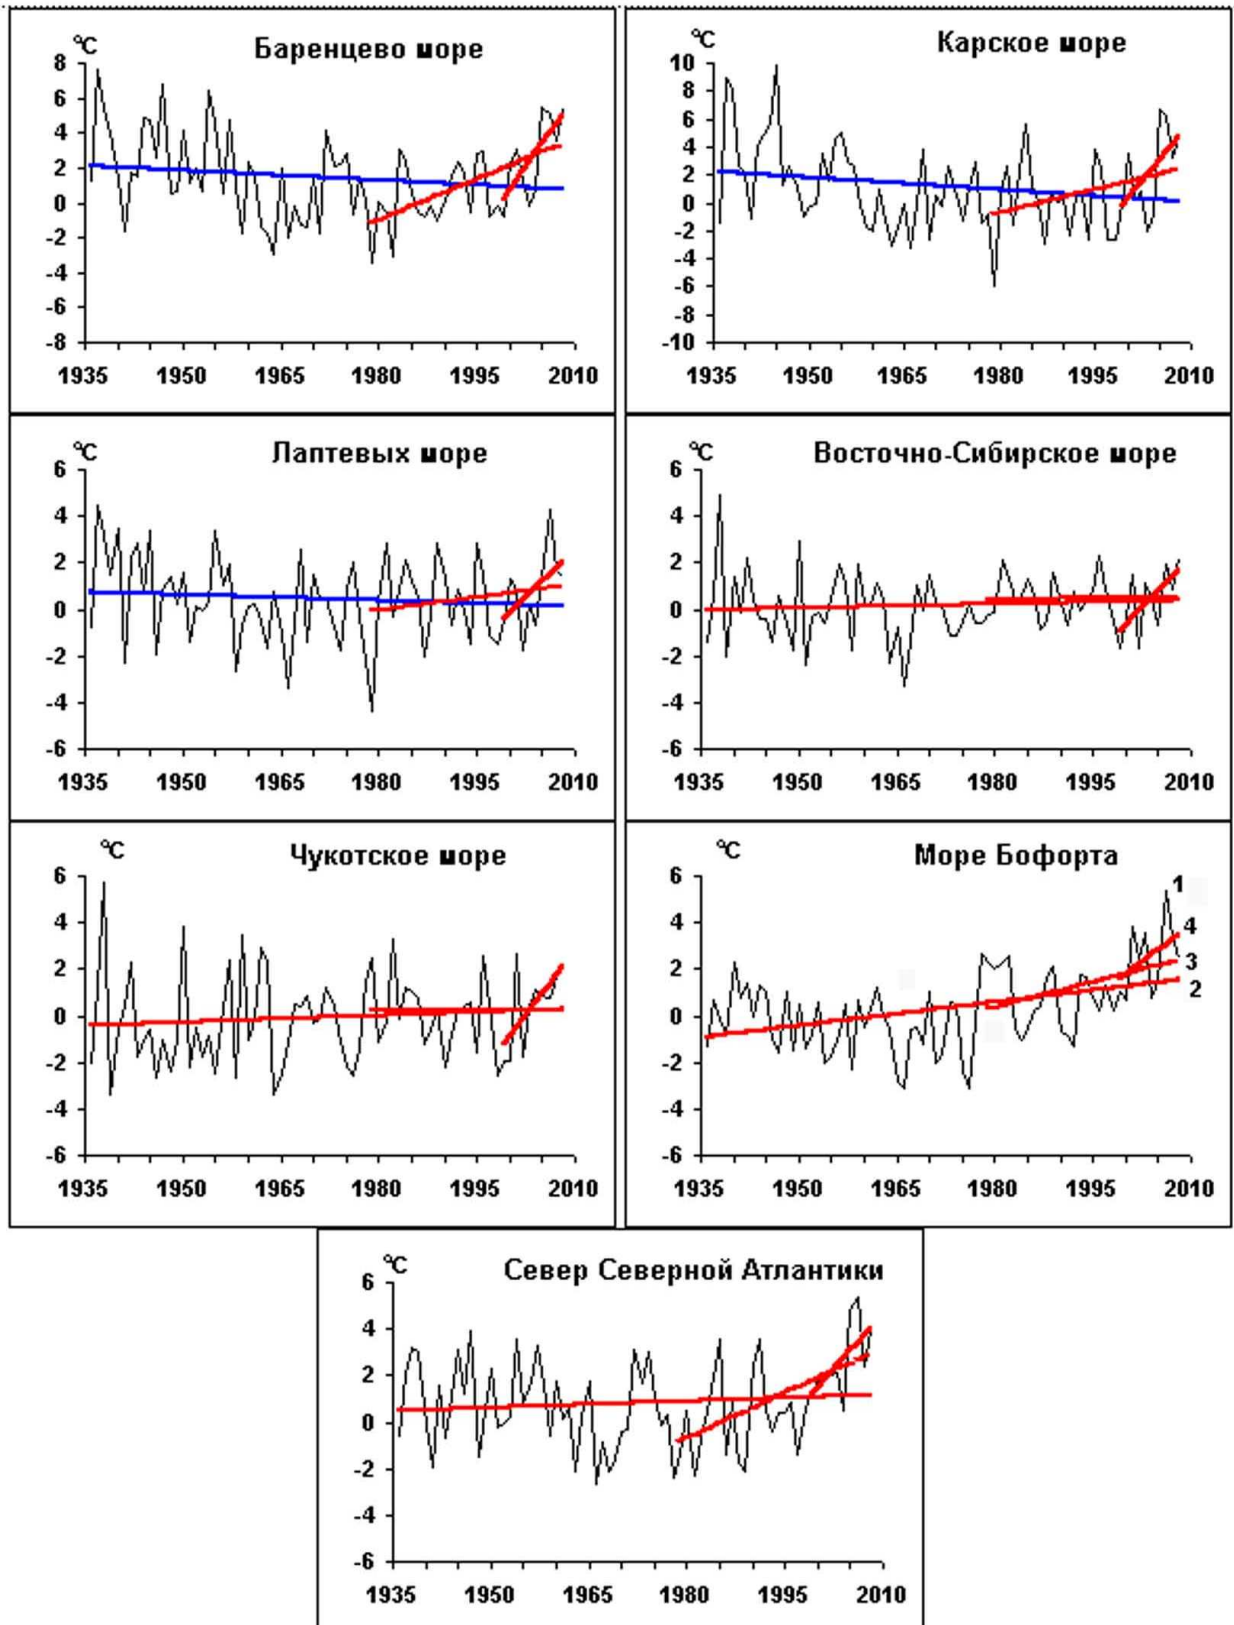 °C
Баренцево море
8
6
4
2
0
-2
-4
-6
-8
1935 1950 1965 1980 1995 2010
°C
Карское море
10
8
6
4
2
0
-2
-4
-6
-8
-10
1935 1950 1965 1980 1995 2010
°C
Лаптевых море
6
4
2
0
-2
-4
-6
1935 1950 1965 1980 1995 2010
°C
Восточно-Сибирское море
6
4
2
0
-2
-4
-6
1935 1950 1965 1980 1995 2010
°C
Чукотское море
6
4
2
0
-2
-4
-6
1935 1950 1965 1980 1995 2010
°C
Море Бофорта
6
4
2
0
-2
-4
-6
1
4
3
2
1935 1950 1965 1980 1995 2010
°C
Север Северной Атлантики
6
4
2
0
-2
-4
-6
1935 1950 1965 1980 1995 2010